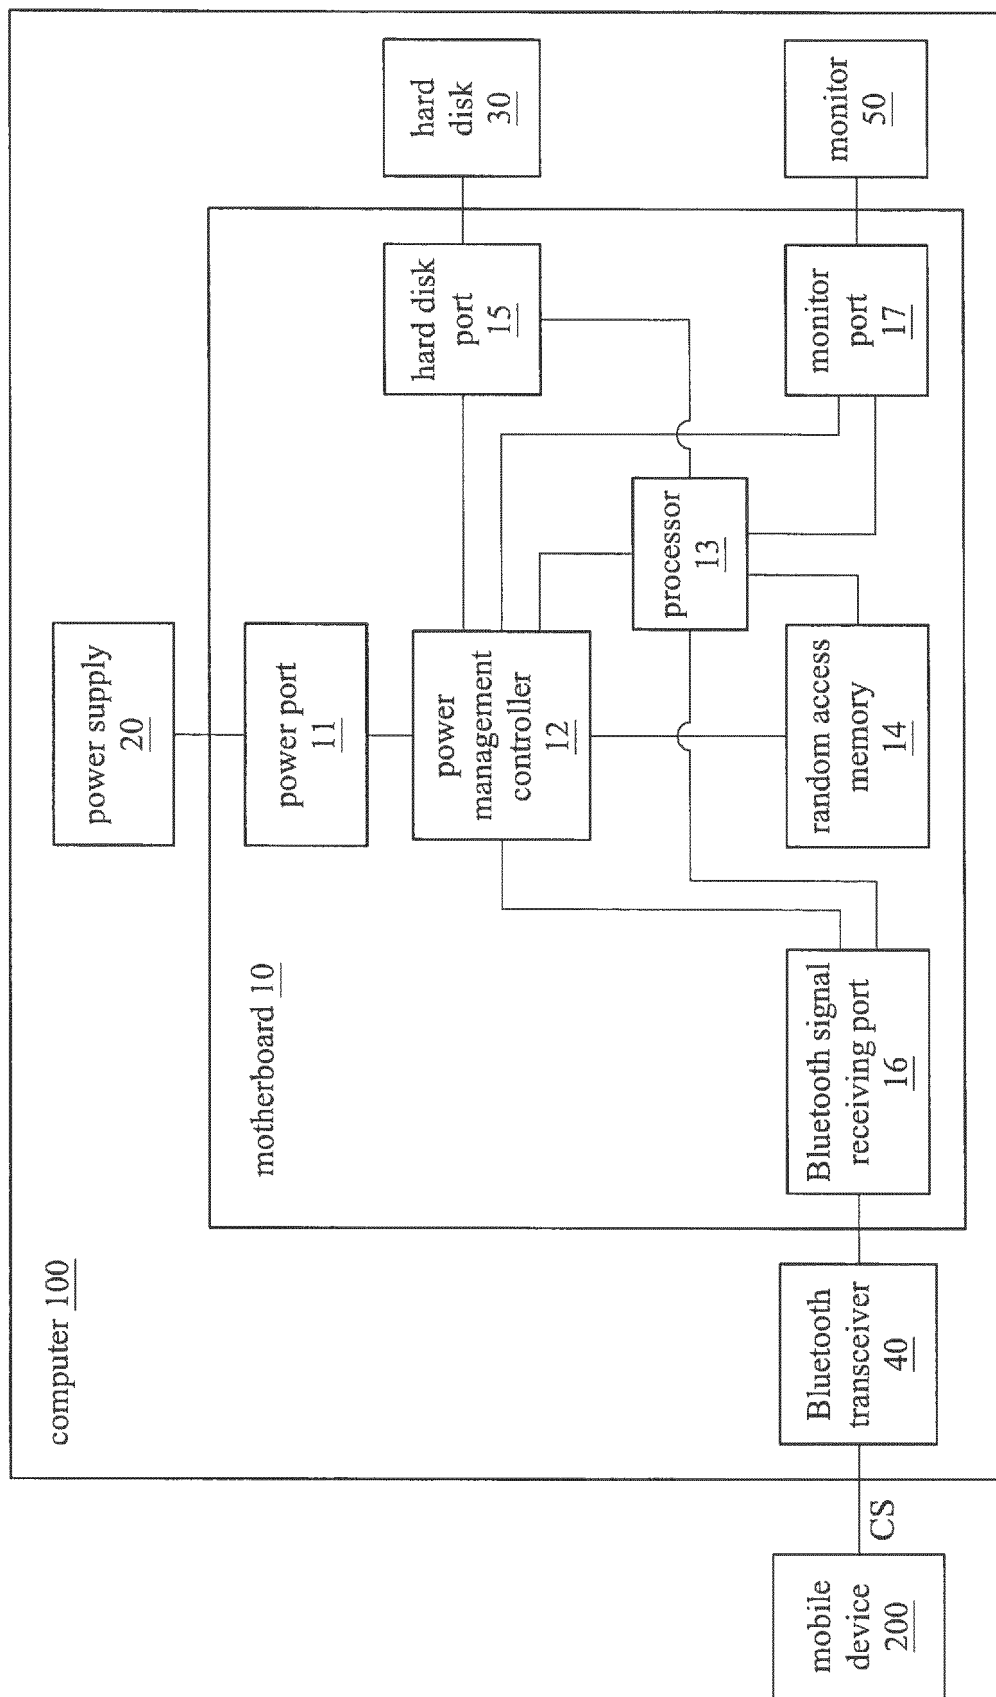 computer 100
power supply
20
hard
disk
30
motherboard 10
power port
11
hard disk
port
15
power
management
controller
12
processor
13
mobile
device
200
CS
Bluetooth
transceiver
40
Bluetooth signal
receiving port
16
random access
memory
14
monitor
port
17
monitor
50